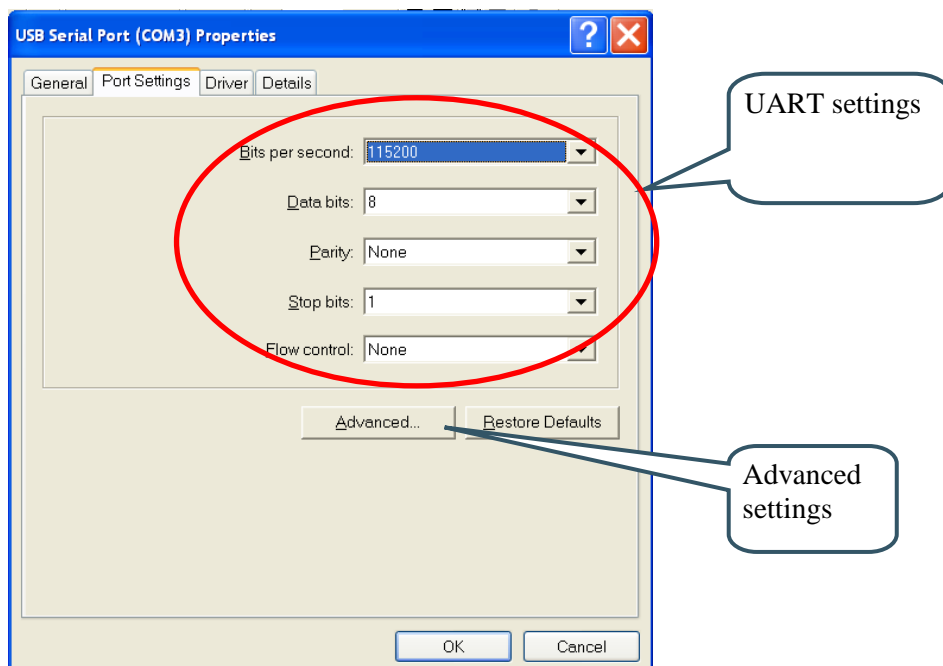 USB Serial Port (COM3) Properties
General Port Settings Driver Details
UART settings
Bits per second: 115200
Data bits: 8
Parity: None
Stop bits: 1
Flow control: None
Advanced... Restore Defaults
Advanced
settings
OK Cancel